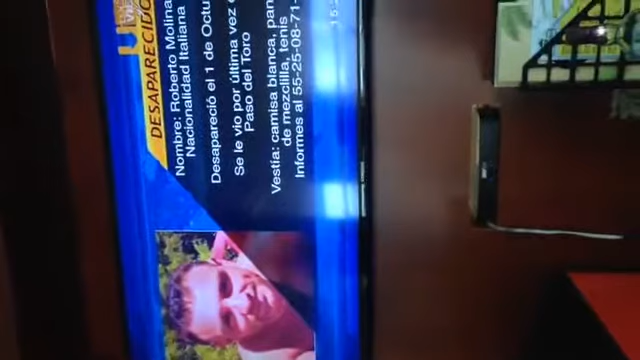 DESAPARECIDO
Nombre: Roberto Molina
Nacionalidad Italiana
Desapareció el 1 de Octu
Se le vio por última vez
Paso del Toro
Vestía: camisa blanca, pan
de mezclilla, tenis
Informes al 55-25-08-71-